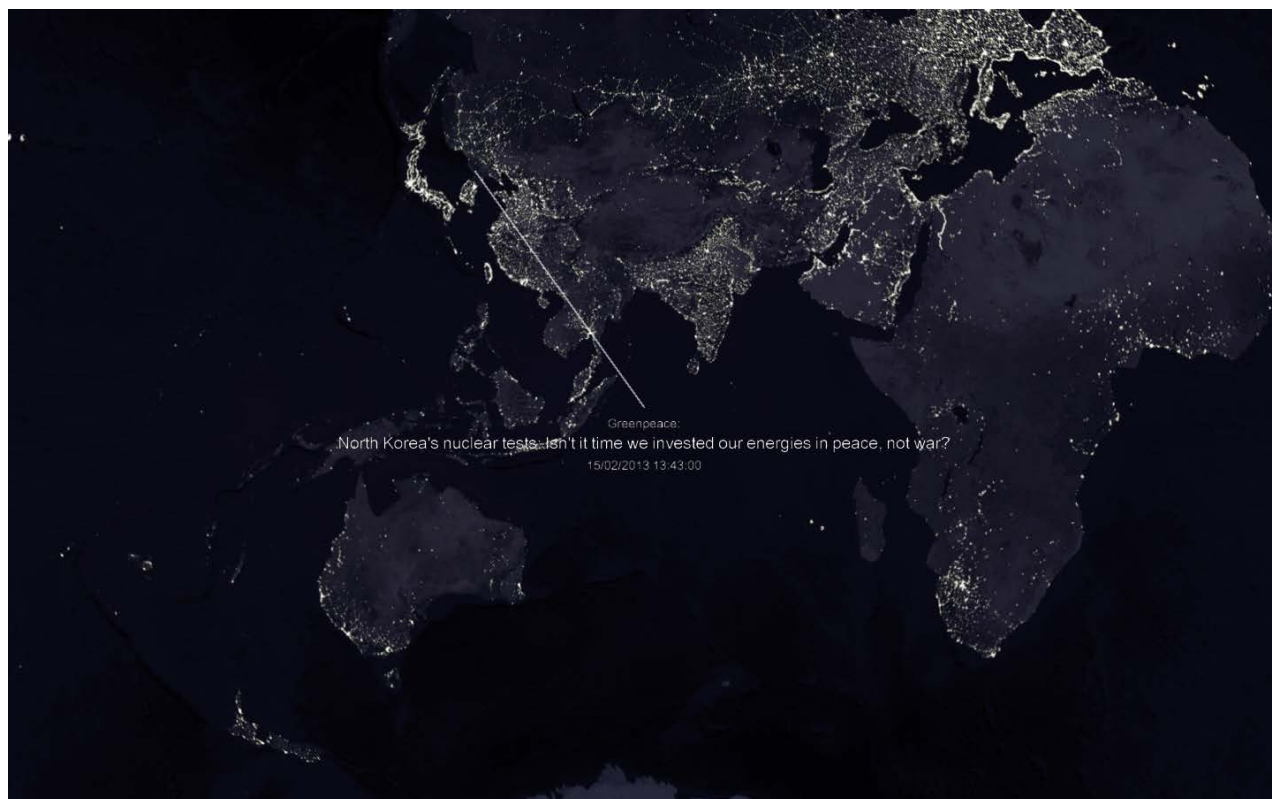 Greenpeace:
North Korea's nuclear tests: Isn't it time we invested our energies in peace, not war?
15/02/2013 13:43:00